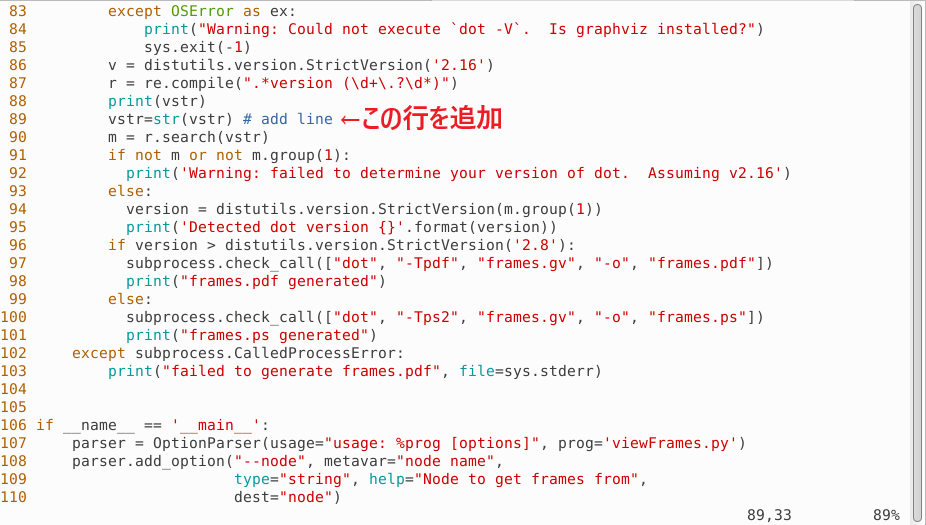 83         except OSError as ex:
84             print("Warning: Could not execute `dot -V`.  Is graphviz installed?")
85             sys.exit(-1)
86         v = distutils.version.StrictVersion('2.16')
87         r = re.compile(".*version (\d+\.?\d*)")
88         print(vstr)
89         vstr=str(vstr) # add line ←この行を追加
90         m = r.search(vstr)
91         if not m or not m.group(1):
92           print('Warning: failed to determine your version of dot.  Assuming v2.16')
93         else:
94           version = distutils.version.StrictVersion(m.group(1))
95           print('Detected dot version {}'.format(version))
96         if version > distutils.version.StrictVersion('2.8'):
97           subprocess.check_call(["dot", "-Tpdf", "frames.gv", "-o", "frames.pdf"])
98           print("frames.pdf generated")
99         else:
100           subprocess.check_call(["dot", "-Tps2", "frames.gv", "-o", "frames.ps"])
101           print("frames.ps generated")
102     except subprocess.CalledProcessError:
103         print("failed to generate frames.pdf", file=sys.stderr)
104
105
106 if __name__ == '__main__':
107     parser = OptionParser(usage="usage: %prog [options]", prog='viewFrames.py')
108     parser.add_option("--node", metavar="node name",
109                       type="string", help="Node to get frames from",
110                       dest="node")
89,33 89%